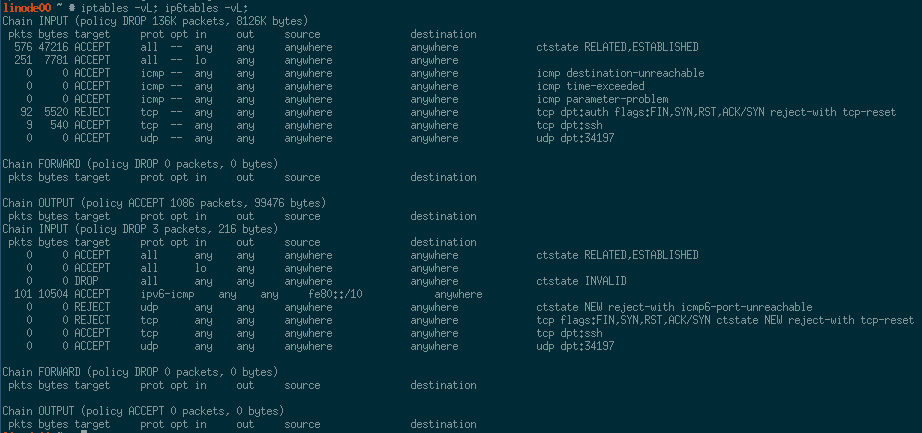 linode00 ~ # iptables -vL; ip6tables -vL;
Chain INPUT (policy DROP 136K packets, 8126K bytes)
pkts bytes target prot opt in out source destination
576 47216 ACCEPT all -- any any anywhere anywhere ctstate RELATED,ESTABLISHED
251 7781 ACCEPT all -- lo any anywhere anywhere
0 0 ACCEPT icmp -- any any anywhere anywhere icmp destination-unreachable
0 0 ACCEPT icmp -- any any anywhere anywhere icmp time-exceeded
0 0 ACCEPT icmp -- any any anywhere anywhere icmp parameter-problem
92 5520 REJECT tcp -- any any anywhere anywhere tcp dpt:auth flags:FIN,SYN,RST,ACK/SYN reject-with tcp-reset
9 540 ACCEPT tcp -- any any anywhere anywhere tcp dpt:ssh
0 0 ACCEPT udp -- any any anywhere anywhere udp dpt:34197
Chain FORWARD (policy DROP 0 packets, 0 bytes)
pkts bytes target prot opt in out source destination
Chain OUTPUT (policy ACCEPT 1086 packets, 99476 bytes)
pkts bytes target prot opt in out source destination
Chain INPUT (policy DROP 3 packets, 216 bytes)
pkts bytes target prot opt in out source destination
0 0 ACCEPT all any any anywhere anywhere ctstate RELATED,ESTABLISHED
0 0 ACCEPT all lo any anywhere anywhere
0 0 DROP all any any anywhere anywhere ctstate INVALID
101 10504 ACCEPT ipv6-icmp any any fe80::/10 anywhere
0 0 REJECT udp any any anywhere anywhere ctstate NEW reject-with icmp6-port-unreachable
0 0 REJECT tcp any any anywhere anywhere tcp flags:FIN,SYN,RST,ACK/SYN ctstate NEW reject-with tcp-reset
0 0 ACCEPT tcp any any anywhere anywhere tcp dpt:ssh
0 0 ACCEPT udp any any anywhere anywhere udp dpt:34197
Chain FORWARD (policy DROP 0 packets, 0 bytes)
pkts bytes target prot opt in out source destination
Chain OUTPUT (policy ACCEPT 0 packets, 0 bytes)
pkts bytes target prot opt in out source destination